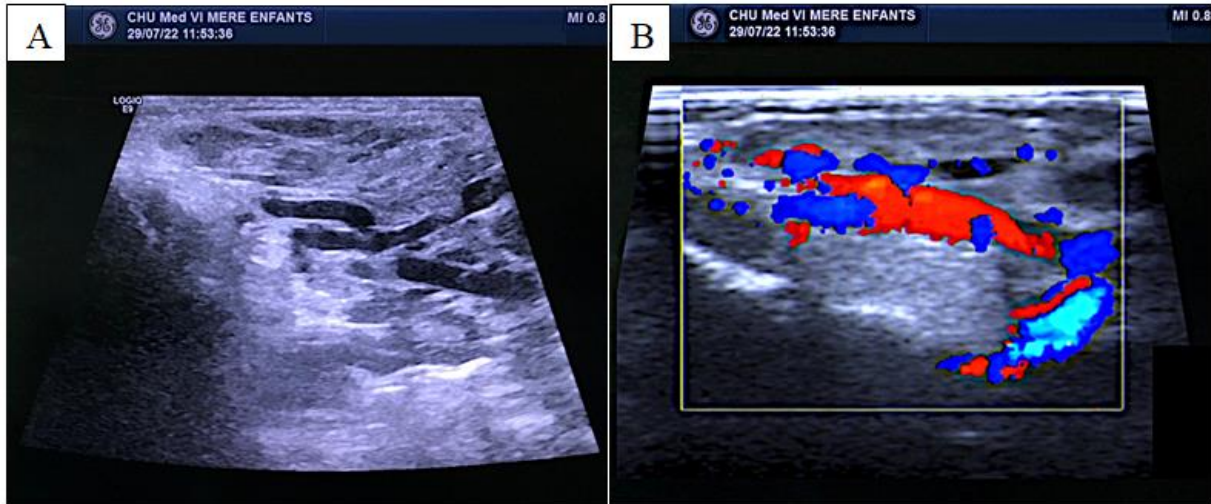 A
CHU Med VI MERE ENFANTS
29/07/22 11:53:36
MI 0.8
LOGIQ
E9
B
CHU Med VI MERE ENFANTS
29/07/22 11:53:36
MI 0.8